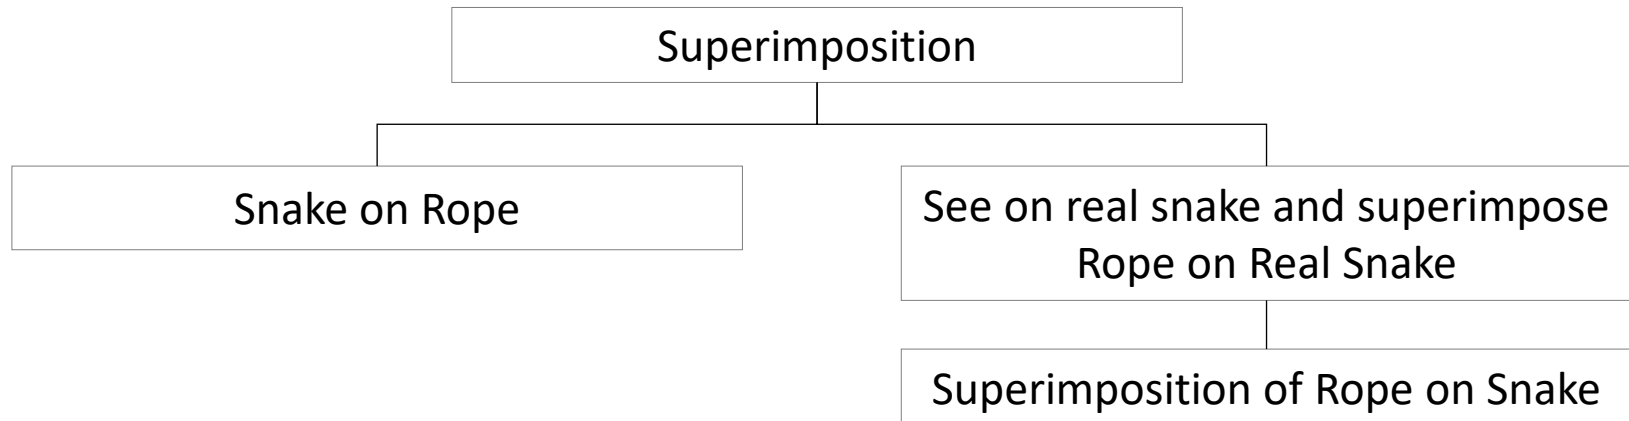 Superimposition
Snake on Rope
See on real snake and superimpose
Rope on Real Snake
Superimposition of Rope on Snake